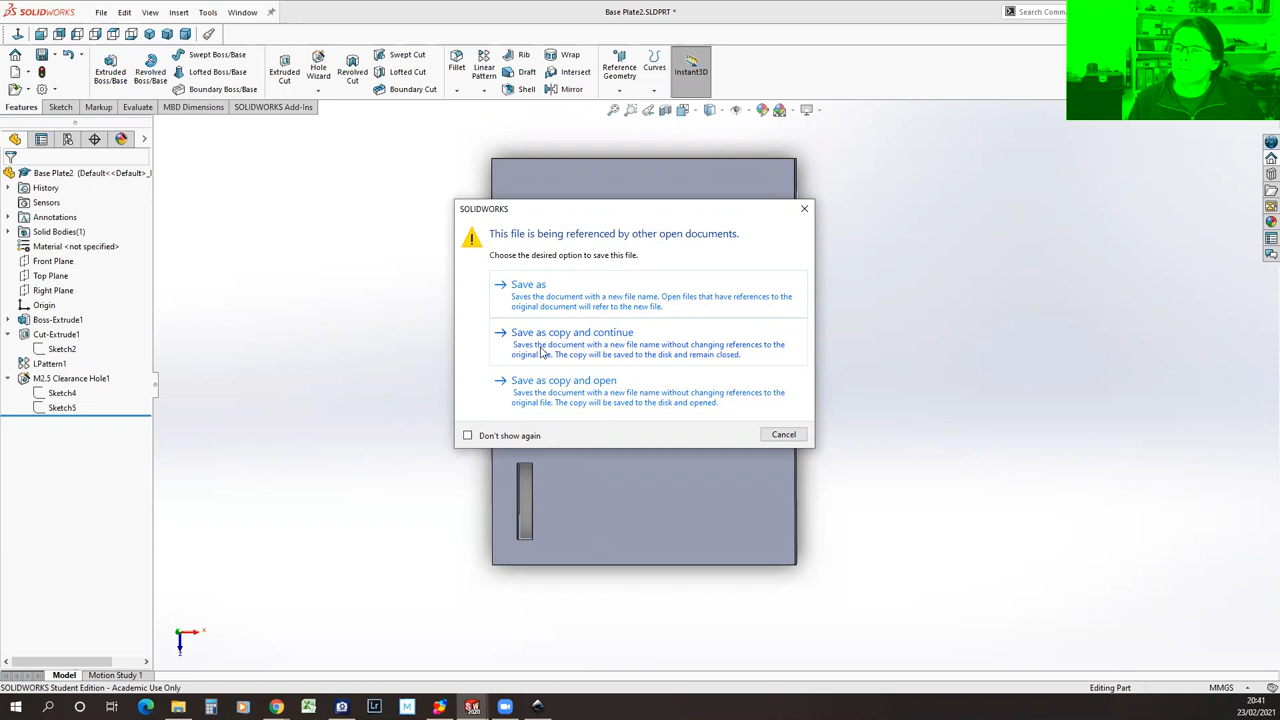 SOLIDWORKS
File
Edit
View
Insert
Tools
Window
Base Plate2.SLDPRT *
Search Comm
Extruded Boss/Base
Revolved Boss/Base
Swept Boss/Base
Lofted Boss/Base
Boundary Boss/Base
Extruded Cut
Hole Wizard
Revolved Cut
Swept Cut
Lofted Cut
Boundary Cut
Fillet
Linear Pattern
Rib
Draft
Shell
Wrap
Intersect
Mirror
Reference Geometry
Curves
Instant3D
Features
Sketch
Markup
Evaluate
MBD Dimensions
SOLIDWORKS Add-Ins
Base Plate2 (Default<<Default>_
History
Sensors
Annotations
Solid Bodies(1)
Material <not specified>
Front Plane
Top Plane
Right Plane
Origin
Boss-Extrude1
Cut-Extrude1
Sketch2
LPattern1
M2.5 Clearance Hole1
Sketch4
Sketch5
SOLIDWORKS
This file is being referenced by other open documents.
Choose the desired option to save this file.
Save as
Saves the document with a new file name. Open files that have references to the
original document will refer to the new file.
Save as copy and continue
Saves the document with a new file name without changing references to the
original file. The copy will be saved to the disk and remain closed.
Save as copy and open
Saves the document with a new file name without changing references to the
original file. The copy will be saved to the disk and opened.
Don't show again
Cancel
x
z
Model
Motion Study 1
SOLIDWORKS Student Edition - Academic Use Only
Editing Part
MMGS
20:41
23/02/2021